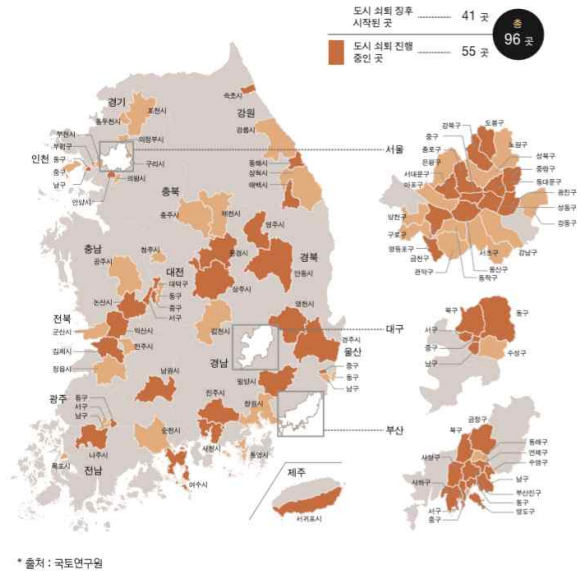 도시 쇠퇴 징후
시작된 곳
41 곳
도시 쇠퇴 진행
중인 곳
55 곳
총
96 곳
경기
포천시
동두천시
의정부시
부천시
부평구
인천
동구
중구
남구
안양시
의왕시
구리시
강원
속초시
강릉시
동해시
삼척시
태백시
서울
도봉구
강북구
중구
종로구
은평구
서대문구
마포구
노원구
성북구
중랑구
동대문구
광진구
성동구
강동구
양천구
구로구
영등포구
금천구
관악구
동작구
용산구
서초구
강남구
충북
충주시
제천시
충남
공주시
청주시
논산시
대전
대덕구
동구
중구
서구
경북
영주시
문경시
안동시
상주시
영천시
김천시
경주시
전북
군산시
익산시
김제시
전주시
정읍시
남원시
대구
북구
동구
서구
중구
남구
수성구
경남
밀양시
창원시
진주시
사천시
통영시
울산
중구
동구
남구
광주
동구
서구
남구
나주시
목포시
전남
순천시
여수시
부산
금정구
북구
동래구
연제구
수영구
사상구
사하구
남구
부산진구
동구
영도구
서구
중구
제주
서귀포시
* 출처 : 국토연구원